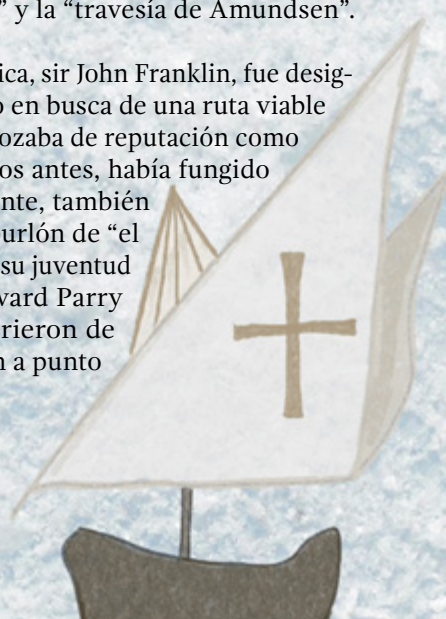 ” y la “travesía de Amundsen”.
ica, sir John Franklin, fue desig-
o en busca de una ruta viable
ozaba de reputación como
os antes, había fungido
nte, también
urlón de “el
su juventud
ward Parry
rieron de
n a punto